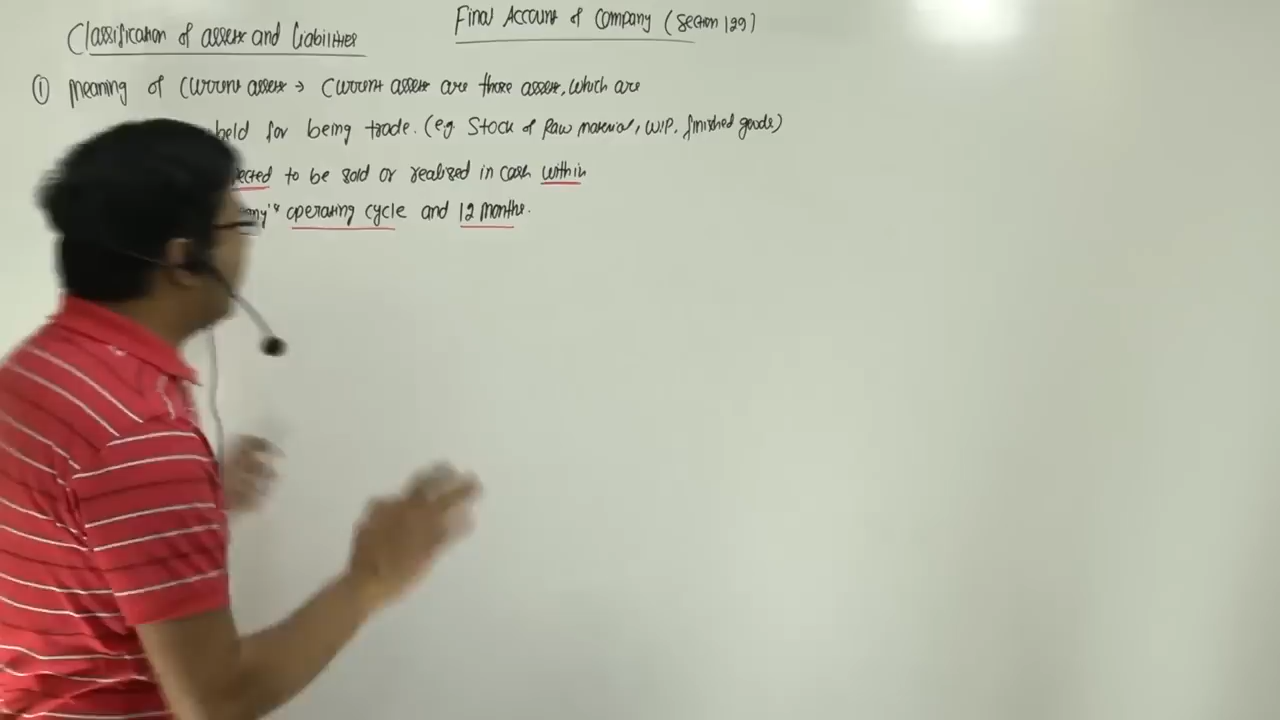 Final Account of Company (Section 129)
Classification of assets and Liabilities
① Meaning of Current assets → Current assets are those assets, which are
held for being trade. (eg Stock of Raw material, WIP, finished goods)
to be sold or realised in cash within
operating cycle and 12 months.